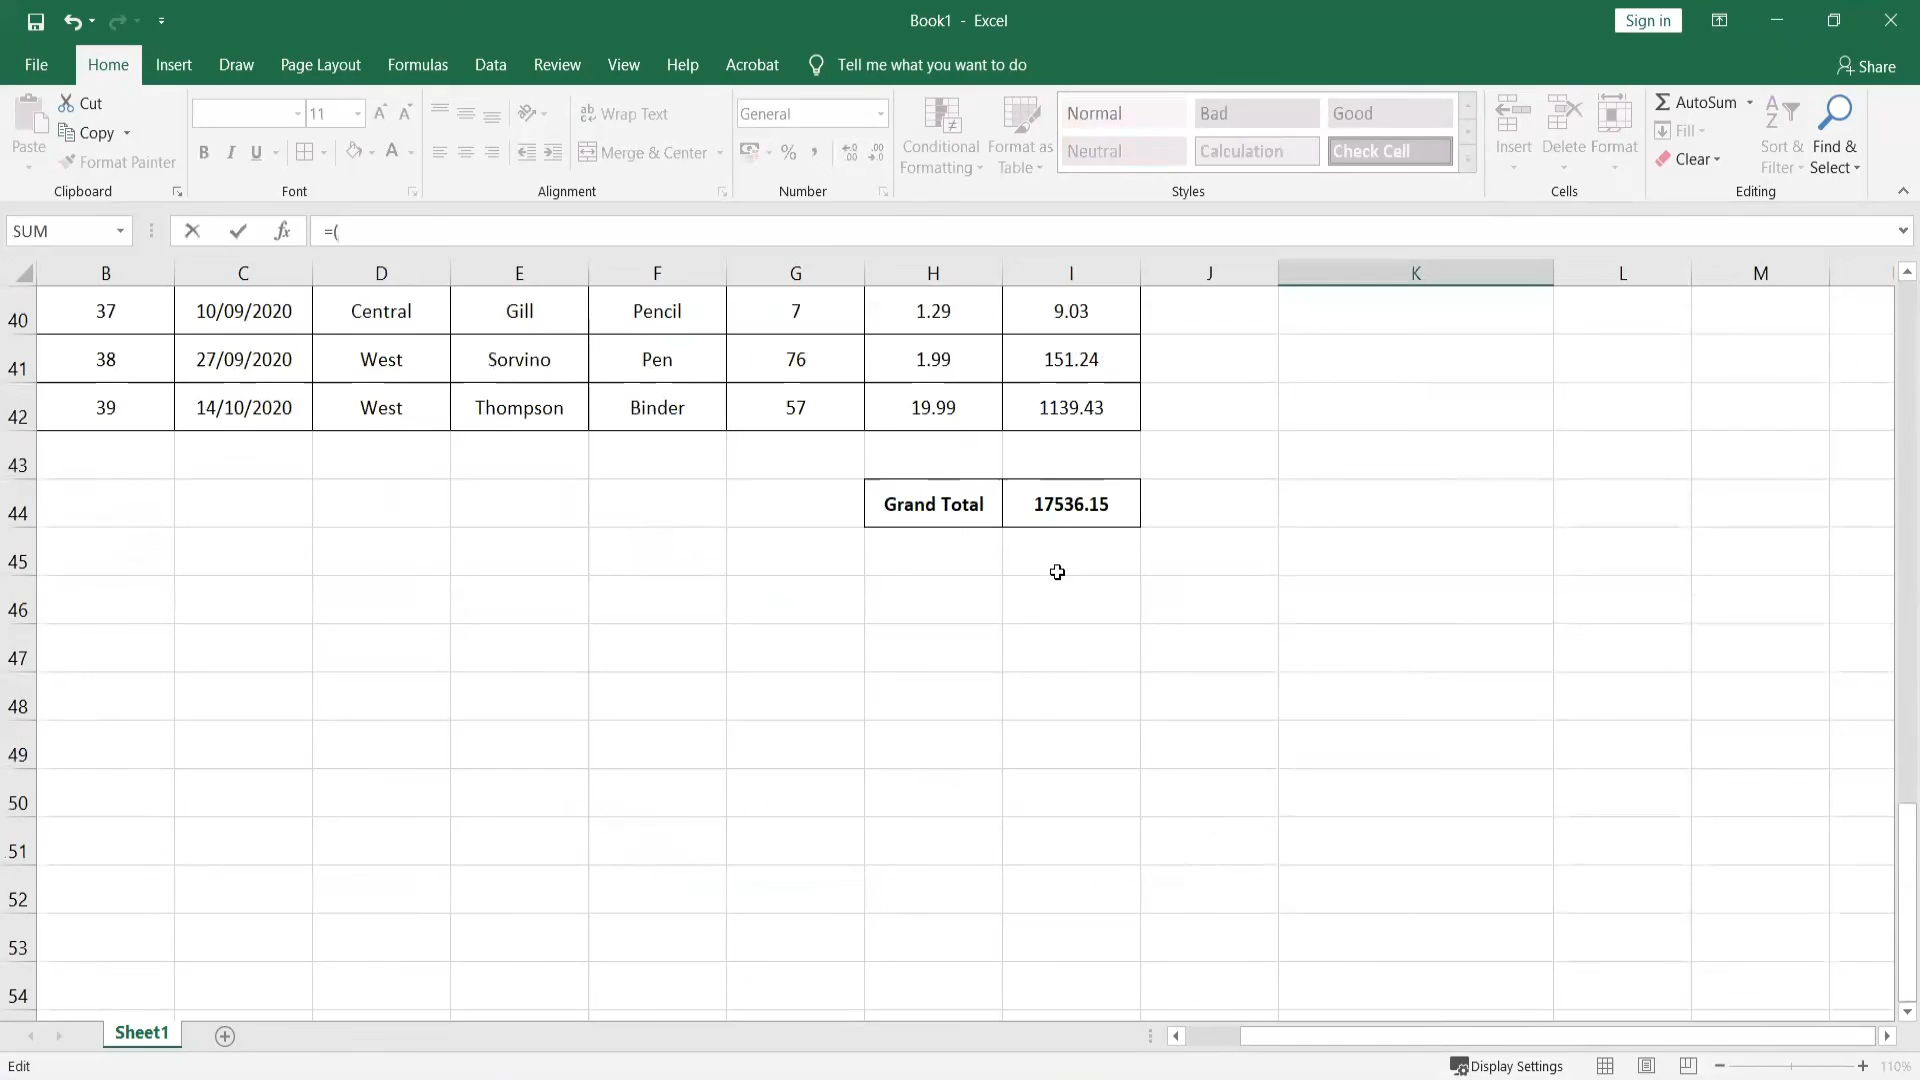 Book1 - Excel
Sign in
File Home Insert Draw Page Layout Formulas Data Review View Help Acrobat Tell me what you want to do Share
Paste
Cut
Copy
Format Painter
Clipboard
11 A A
B I U A
Font
Wrap Text
Merge & Center
Alignment
General
% ,
Number
Conditional Formatting
Format as Table
Normal Bad Good
Neutral Calculation Check Cell
Styles
Insert Delete Format
Cells
AutoSum
Fill
Clear
Sort & Filter
Find & Select
Editing
SUM fx =(
B C D E F G H I J K L M
40 37 10/09/2020 Central Gill Pencil 7 1.29 9.03
41 38 27/09/2020 West Sorvino Pen 76 1.99 151.24
42 39 14/10/2020 West Thompson Binder 57 19.99 1139.43
43
44 Grand Total 17536.15
45
46
47
48
49
50
51
52
53
54
Sheet1
Edit Display Settings 110%